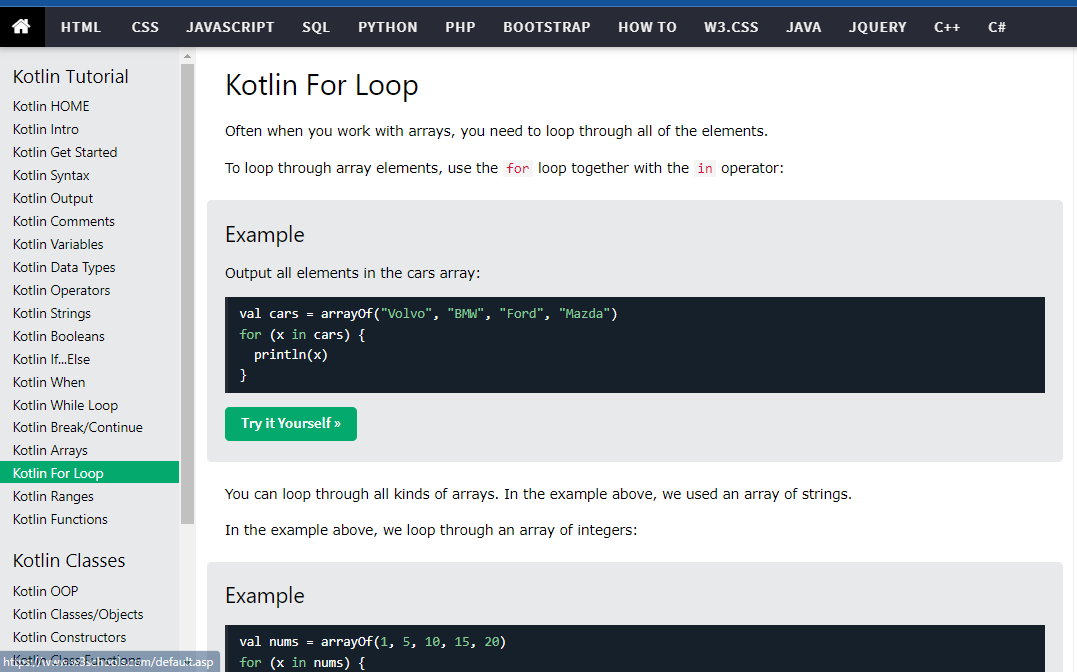 HTML CSS JAVASCRIPT SQL PYTHON PHP BOOTSTRAP HOW TO W3.CSS JAVA JQUERY C++ C#
Kotlin Tutorial
Kotlin HOME
Kotlin Intro
Kotlin Get Started
Kotlin Syntax
Kotlin Output
Kotlin Comments
Kotlin Variables
Kotlin Data Types
Kotlin Operators
Kotlin Strings
Kotlin Booleans
Kotlin If...Else
Kotlin When
Kotlin While Loop
Kotlin Break/Continue
Kotlin Arrays
Kotlin For Loop
Kotlin Ranges
Kotlin Functions
Kotlin Classes
Kotlin OOP
Kotlin Classes/Objects
Kotlin Constructors
Kotlin Class Functions
https://www.w3schools.com/default.asp
Kotlin For Loop
Often when you work with arrays, you need to loop through all of the elements.
To loop through array elements, use the for loop together with the in operator:
Example
Output all elements in the cars array:
val cars = arrayOf("Volvo", "BMW", "Ford", "Mazda")
for (x in cars) {
  println(x)
}
Try it Yourself »
You can loop through all kinds of arrays. In the example above, we used an array of strings.
In the example above, we loop through an array of integers:
Example
val nums = arrayOf(1, 5, 10, 15, 20)
for (x in nums) {